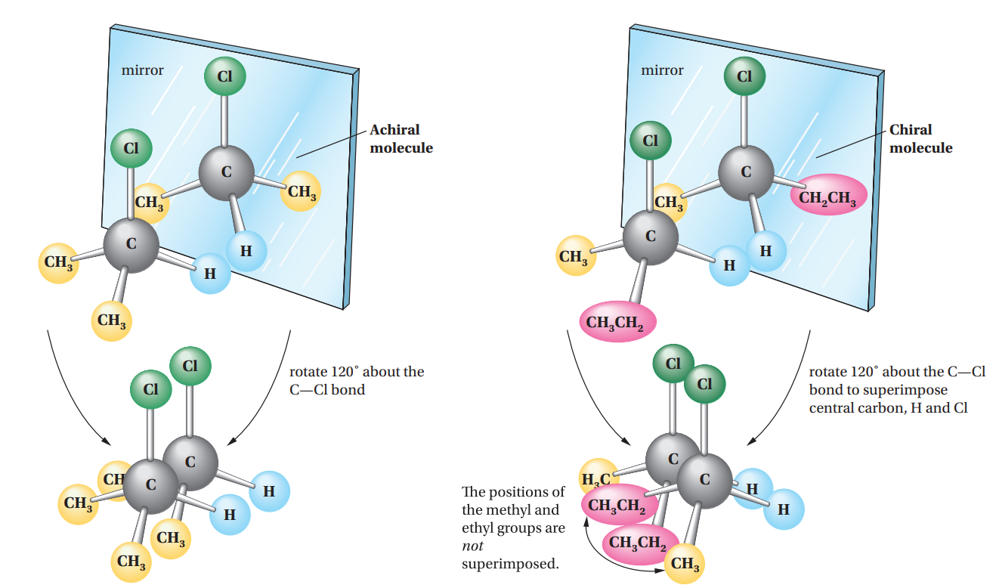 mirror
Cl
Achiral
molecule
Cl
C
CH₃
CH₃
C
H
CH₃
H
CH₃
Cl
Cl
rotate 120° about the
C—Cl bond
C
C
CH
H
CH₃
H
CH₃
CH₃
mirror
Cl
Chiral
molecule
Cl
C
CH₂CH₃
CH₃
C
H
CH₃
H
CH₃CH₂
Cl
Cl
rotate 120° about the C—Cl
bond to superimpose
central carbon, H and Cl
C
C
H₃C
H
CH₃CH₂
H
CH₃CH₂
CH₃
The positions of
the methyl and
ethyl groups are
not
superimposed.